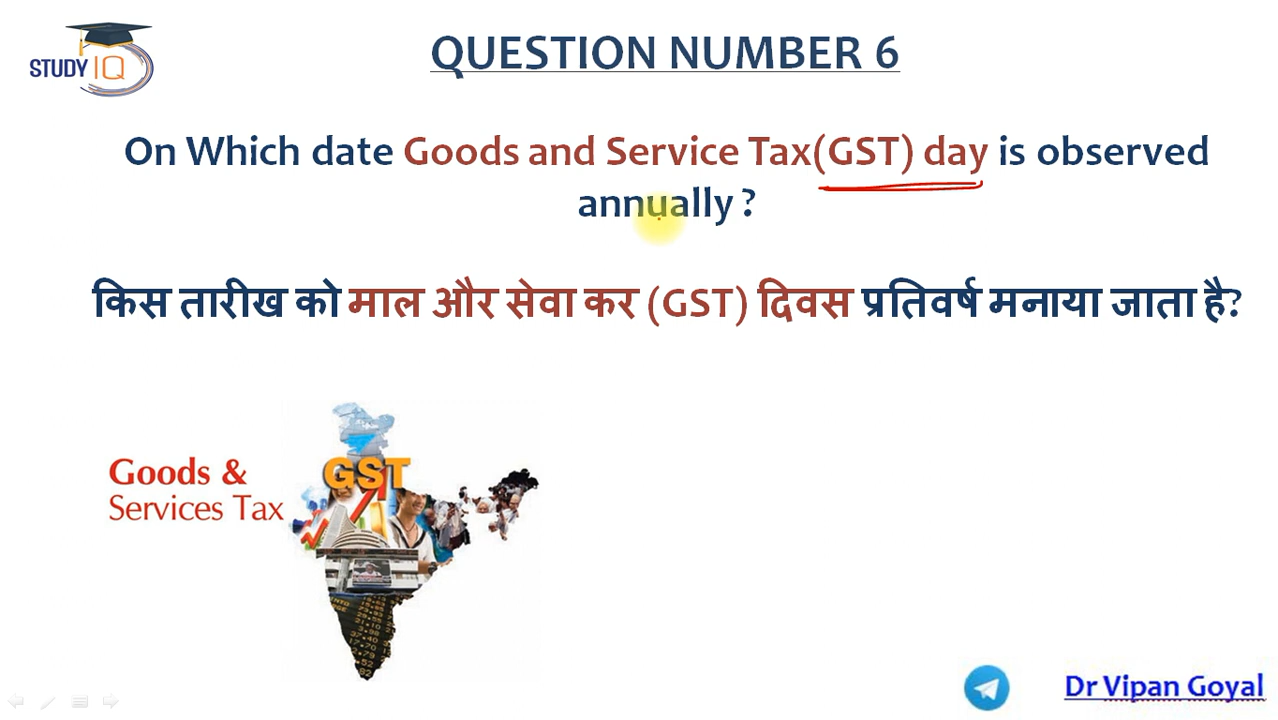 STUDY IQ
QUESTION NUMBER 6
On Which date Goods and Service Tax(GST) day is observed
annually ?
किस तारीख को माल और सेवा कर (GST) दिवस प्रतिवर्ष मनाया जाता है?
Goods &
Services Tax
GST
Dr Vipan Goyal